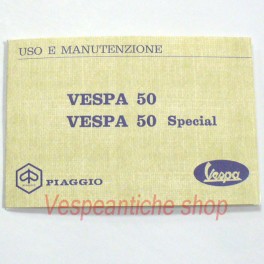 USO E MANUTENZIONE
VESPA 50
VESPA 50 Special
PIAGGIO
Vespa
Vespeantiche shop